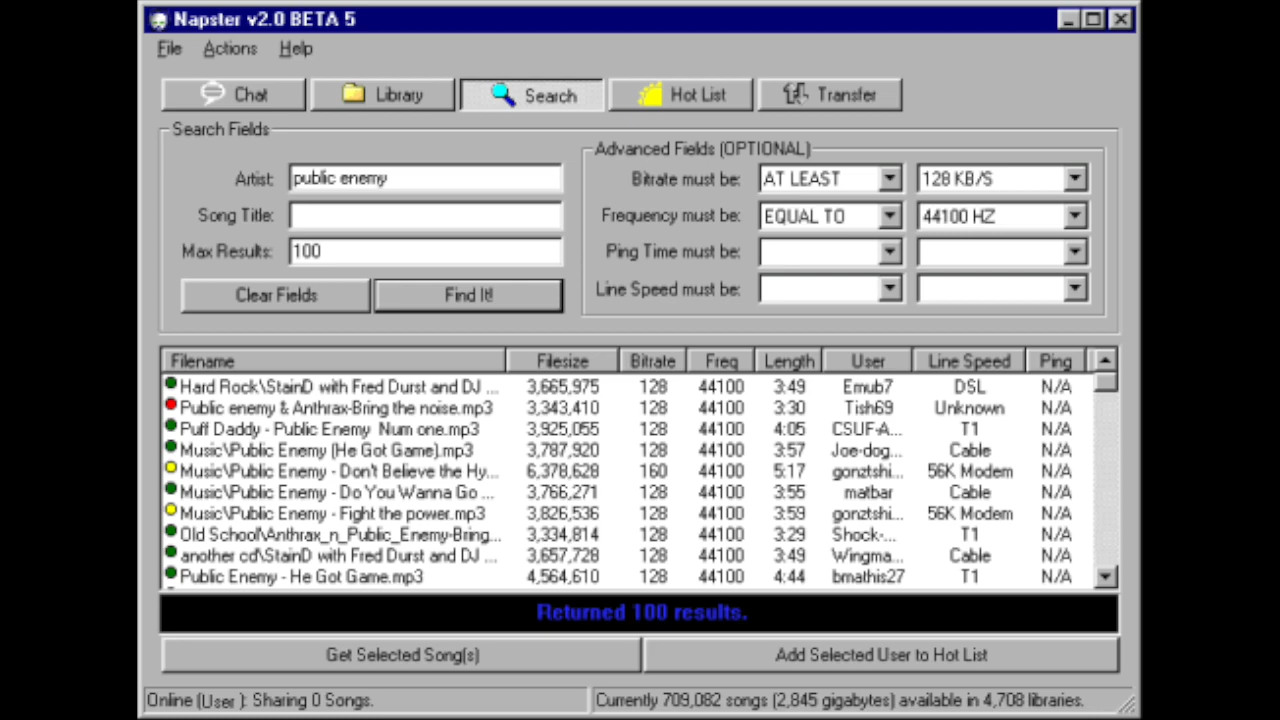 Napster v2.0 BETA 5
File Actions Help
Chat Library Search Hot List Transfer
Search Fields
Advanced Fields (OPTIONAL)
Artist: public enemy Bitrate must be: AT LEAST 128 KB/S
Song Title: Frequency must be: EQUAL TO 44100 HZ
Max Results: 100 Ping Time must be:
Clear Fields Find It! Line Speed must be:
Filename Filesize Bitrate Freq Length User Line Speed Ping
Hard Rock\StainD with Fred Durst and DJ ... 3,665,975 128 44100 3:49 Emub7 DSL N/A
Public enemy & Anthrax-Bring the noise.mp3 3,343,410 128 44100 3:30 Tish69 Unknown N/A
Puff Daddy - Public Enemy Num one.mp3 3,925,055 128 44100 4:05 CSUF-A... T1 N/A
Music\Public Enemy (He Got Game).mp3 3,787,920 128 44100 3:57 Joe-dog... Cable N/A
Music\Public Enemy - Don't Believe the Hy... 6,378,628 160 44100 5:17 gonztshi... 56K Modem N/A
Music\Public Enemy - Do You Wanna Go ... 3,766,271 128 44100 3:55 matbar Cable N/A
Music\Public Enemy - Fight the power.mp3 3,826,536 128 44100 3:59 gonztshi... 56K Modem N/A
Old School\Anthrax_n_Public_Enemy-Bring... 3,334,814 128 44100 3:29 Shock-... T1 N/A
another cd\StainD with Fred Durst and DJ ... 3,657,728 128 44100 3:49 Wingma... Cable N/A
Public Enemy - He Got Game.mp3 4,564,610 128 44100 4:44 bmathis27 T1 N/A
Returned 100 results.
Get Selected Song(s) Add Selected User to Hot List
Online (User ): Sharing 0 Songs. Currently 709,082 songs (2,845 gigabytes) available in 4,708 libraries.